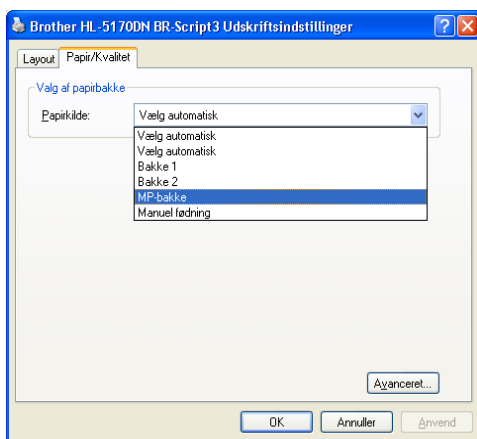 Brother HL-5170DN BR-Script3 Udskriftsindstillinger
Layout Papir/Kvalitet
Valg af papirbakke
Papirkilde: Vælg automatisk
Vælg automatisk
Vælg automatisk
Bakke 1
Bakke 2
MP-bakke
Manuel fødning
Avanceret...
OK Annuller Anvend